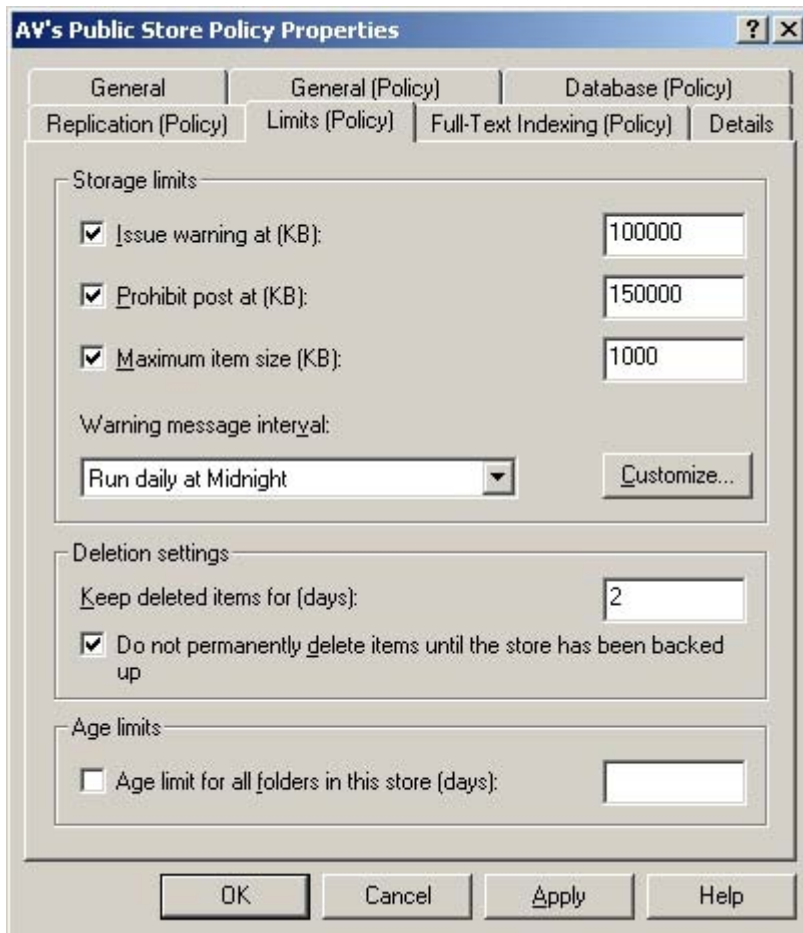 AV's Public Store Policy Properties
General General (Policy) Database (Policy)
Replication (Policy) Limits (Policy) Full-Text Indexing (Policy) Details
Storage limits
Issue warning at (KB): 100000
Prohibit post at (KB): 150000
Maximum item size (KB): 1000
Warning message interval:
Run daily at Midnight Customize...
Deletion settings
Keep deleted items for (days): 2
Do not permanently delete items until the store has been backed
up
Age limits
Age limit for all folders in this store (days):
OK Cancel Apply Help